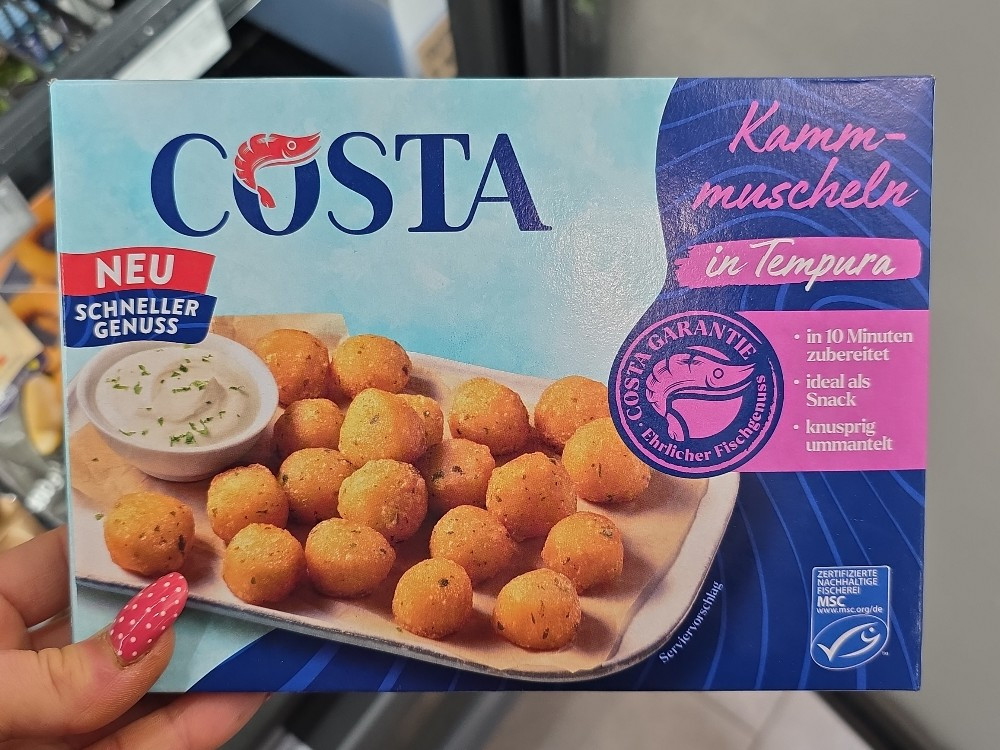 COSTA
Kamm-
muscheln
in Tempura
NEU
SCHNELLER
GENUSS
COSTA GARANTIE
· Ehrlicher Fischgenuss ·
• in 10 Minuten
zubereitet
• ideal als
Snack
• knusprig
ummantelt
Serviervorschlag
ZERTIFIZIERTE
NACHHALTIGE
FISCHEREI
MSC
www.msc.org/de
TM